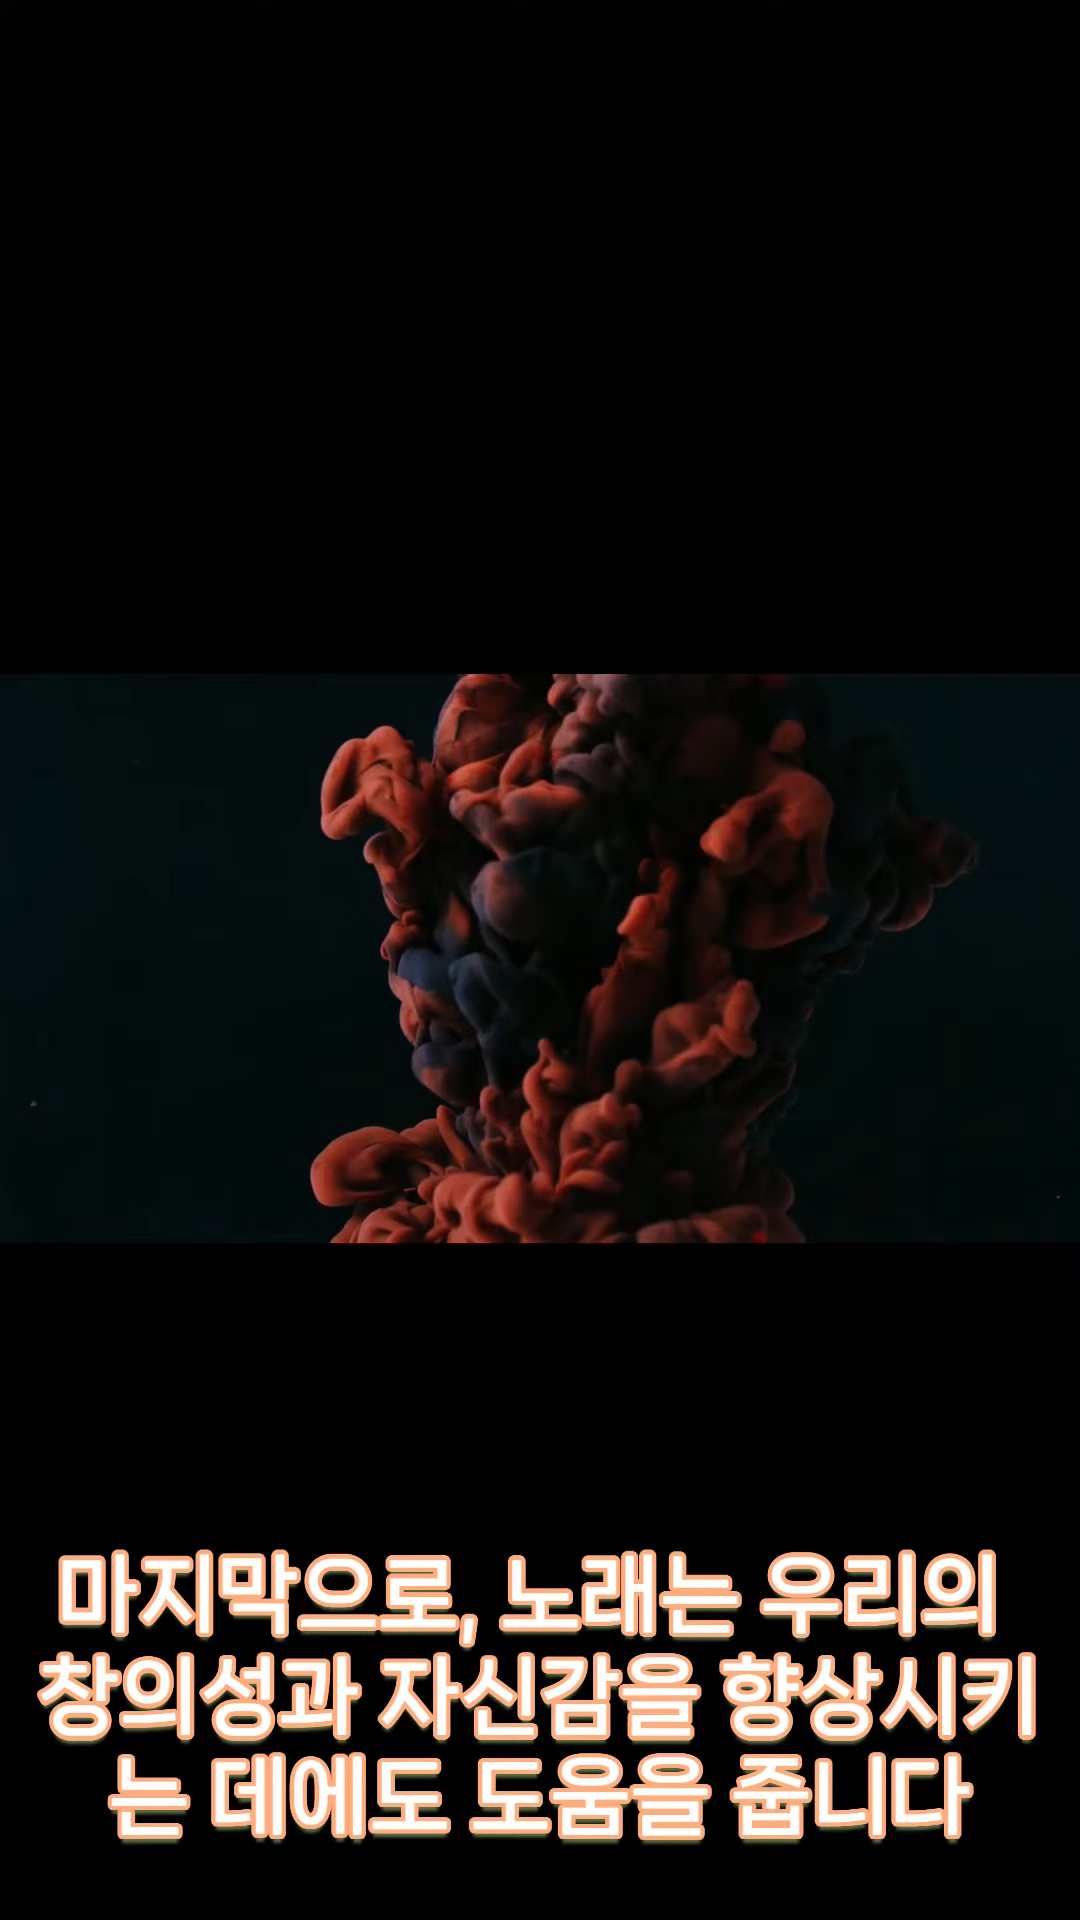 마지막으로, 노래는 우리의
창의성과 자신감을 향상시키
는 데에도 도움을 줍니다